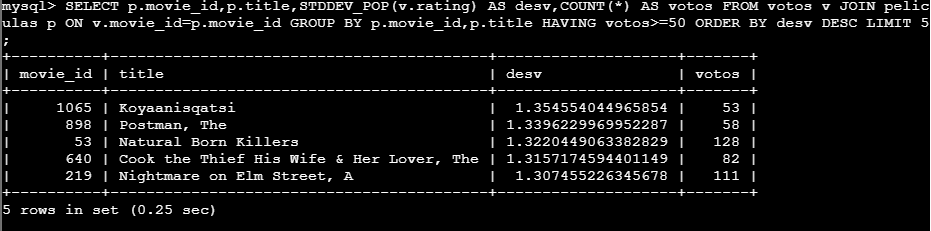 mysql> SELECT p.movie_id,p.title,STDDEV_POP(v.rating) AS desv,COUNT(*) AS votos FROM votos v JOIN pelic
ulas p ON v.movie_id=p.movie_id GROUP BY p.movie_id,p.title HAVING votos>=50 ORDER BY desv DESC LIMIT 5
;
+----------+------------------------------------------+--------------------+-------+
| movie_id | title                                    | desv               | votos |
+----------+------------------------------------------+--------------------+-------+
|     1065 | Koyaanisqatsi                            |  1.354554044965854 |    53 |
|      898 | Postman, The                             | 1.3396229969952287 |    58 |
|       53 | Natural Born Killers                     | 1.3220449063382829 |   128 |
|      640 | Cook the Thief His Wife & Her Lover, The | 1.3157174594401149 |    82 |
|      219 | Nightmare on Elm Street, A               |  1.307455226345678 |   111 |
+----------+------------------------------------------+--------------------+-------+
5 rows in set (0.25 sec)